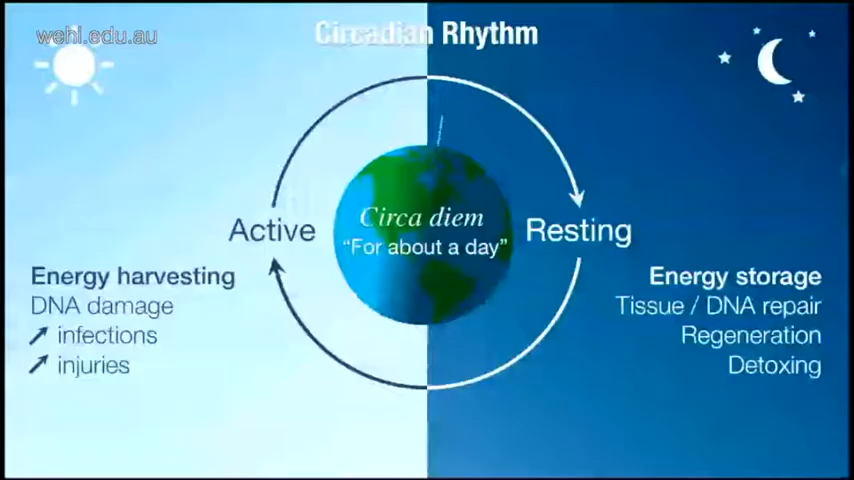 wehi.edu.au
Circadian Rhythm
Circa diem
"For about a day"
Active
Resting
Energy harvesting
DNA damage
↗ infections
↗ injuries
Energy storage
Tissue / DNA repair
Regeneration
Detoxing